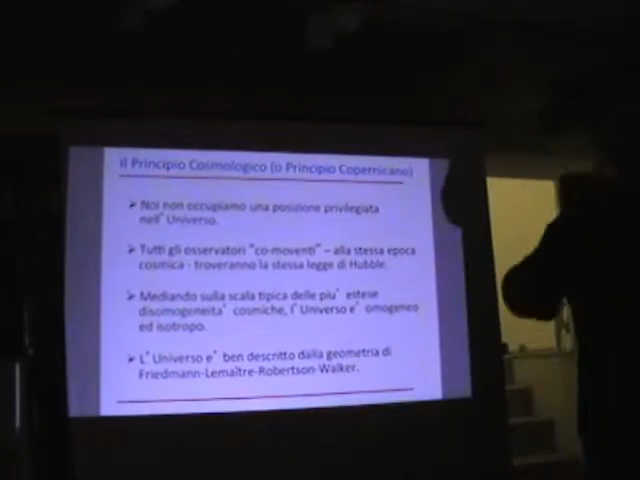 Il Principio Cosmologico (o Principio Copernicano)
➢ Noi non occupiamo una posizione privilegiata
nell'Universo.
➢ Tutti gli osservatori "co-moventi" – alla stessa epoca
cosmica - troveranno la stessa legge di Hubble.
➢ Mediando sulla scala tipica delle piu' estese
disomogeneita' cosmiche, l'Universo e' omogeneo
ed isotropo.
➢ L'Universo e' ben descritto dalla geometria di
Friedmann-Lemaître-Robertson-Walker.